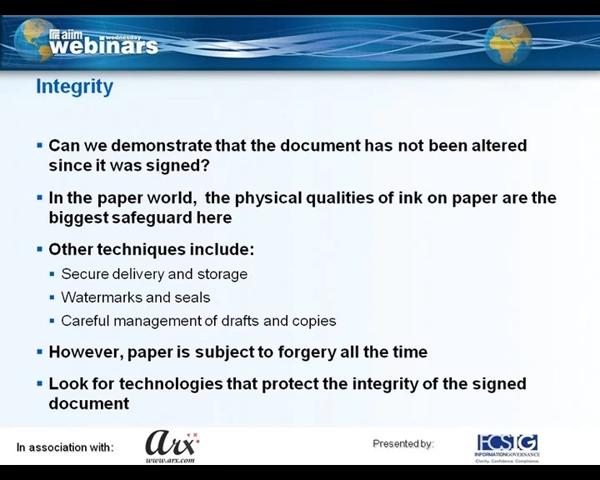 aiim
wednesday
webinars
Integrity
Can we demonstrate that the document has not been altered
since it was signed?
In the paper world, the physical qualities of ink on paper are the
biggest safeguard here
Other techniques include:
Secure delivery and storage
Watermarks and seals
Careful management of drafts and copies
However, paper is subject to forgery all the time
Look for technologies that protect the integrity of the signed
document
In association with:
arx
www.arx.com
Presented by:
INFORMATIONGOVERNANCE
Clarity. Confidence. Compliance.